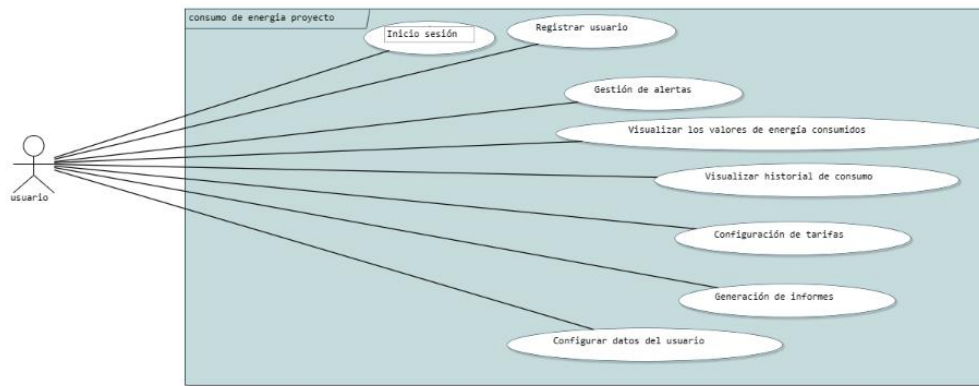 consumo de energía proyecto
Inicio sesión
Registrar usuario
Gestión de alertas
Visualizar los valores de energía consumidos
Visualizar historial de consumo
usuario
Configuración de tarifas
Generación de informes
Configurar datos del usuario